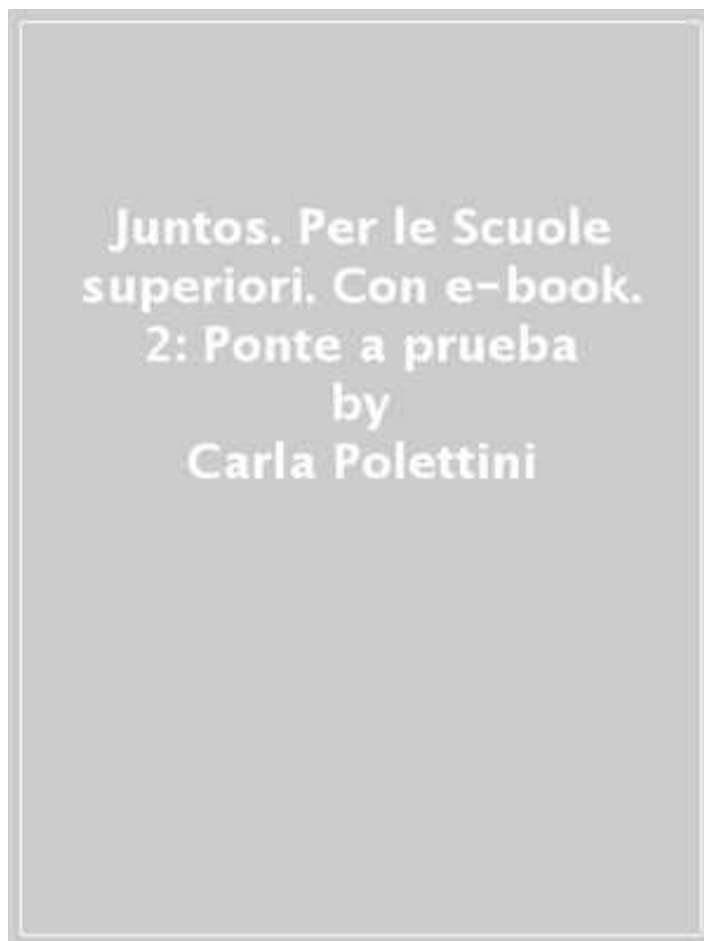 Juntos. Per le Scuole
superiori. Con e-book.
2: Ponte a prueba
by
Carla Polettini